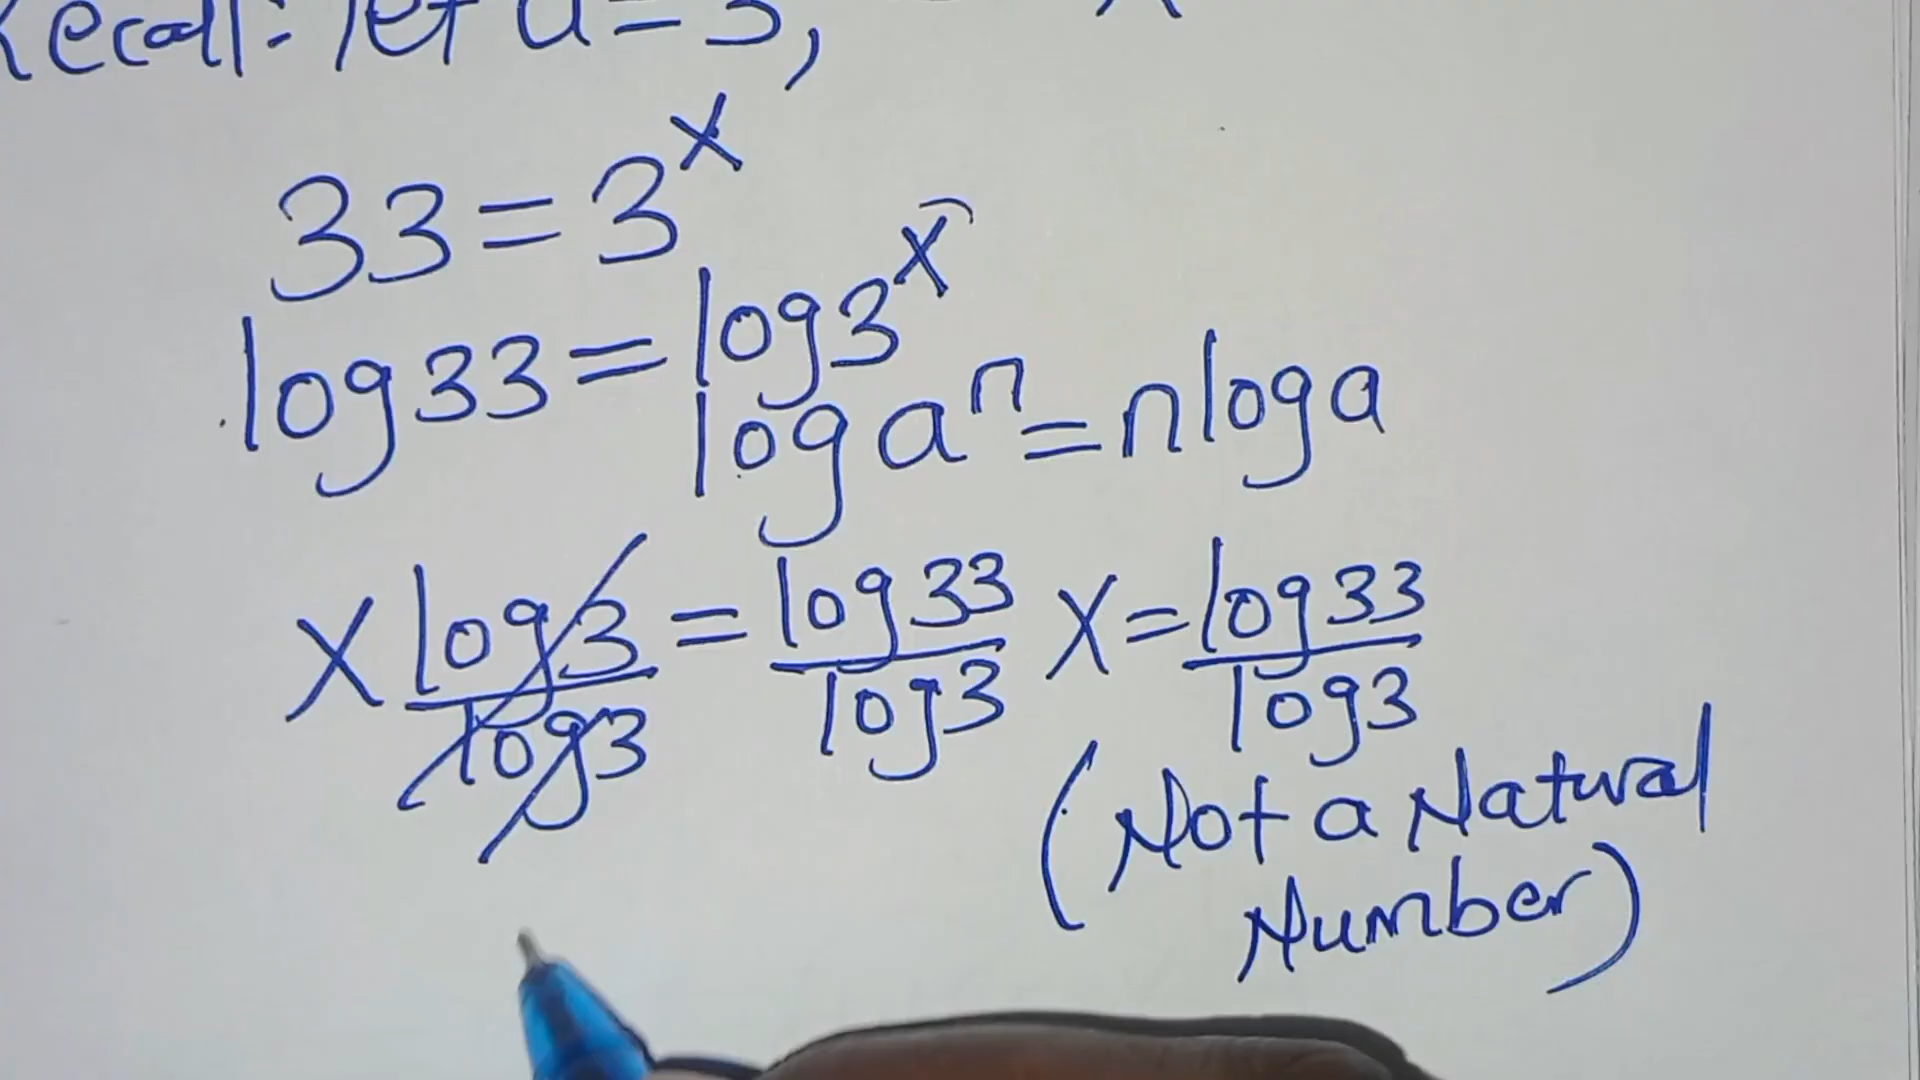 Recall: let a = 3,
33 = 3^x
log 33 = log 3^x
log a^n = n log a
x log 3 / log 3 = log 33 / log 3 x = log 33 / log 3
(Not a Natural
Number)